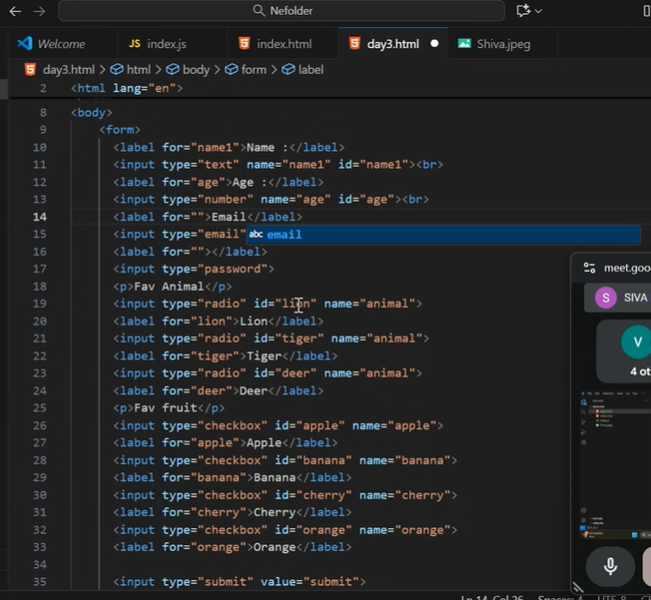 Nefolder
Welcome
JS index.js
index.html
day3.html
Shiva.jpeg
day3.html > html > body > form > label
2 <html lang="en">
8 <body>
9 <form>
10 <label for="name1">Name :</label>
11 <input type="text" name="name1" id="name1"><br>
12 <label for="age">Age :</label>
13 <input type="number" name="age" id="age"><br>
14 <label for="">Email</label>
15 <input type="email"
abc email
16 <label for=""></label>
17 <input type="password">
18 <p>Fav Animal</p>
19 <input type="radio" id="lion" name="animal">
20 <label for="lion">Lion</label>
21 <input type="radio" id="tiger" name="animal">
22 <label for="tiger">Tiger</label>
23 <input type="radio" id="deer" name="animal">
24 <label for="deer">Deer</label>
25 <p>Fav fruit</p>
26 <input type="checkbox" id="apple" name="apple">
27 <label for="apple">Apple</label>
28 <input type="checkbox" id="banana" name="banana">
29 <label for="banana">Banana</label>
30 <input type="checkbox" id="cherry" name="cherry">
31 <label for="cherry">Cherry</label>
32 <input type="checkbox" id="orange" name="orange">
33 <label for="orange">Orange</label>
34
35 <input type="submit" value="submit">
meet.goo
S SIVA
V
4 ot
Ln 14, Col 26 Spaces: 4 UTF-8